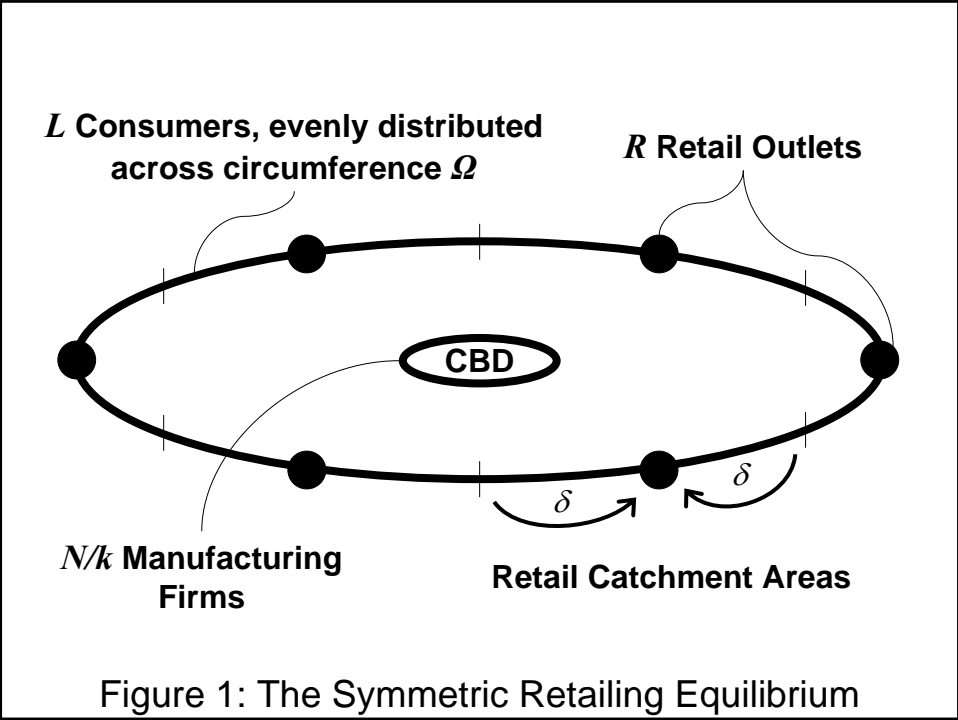 L Consumers, evenly distributed
across circumference Ω
R Retail Outlets
CBD
δ
δ
N/k Manufacturing
Firms
Retail Catchment Areas
Figure 1: The Symmetric Retailing Equilibrium